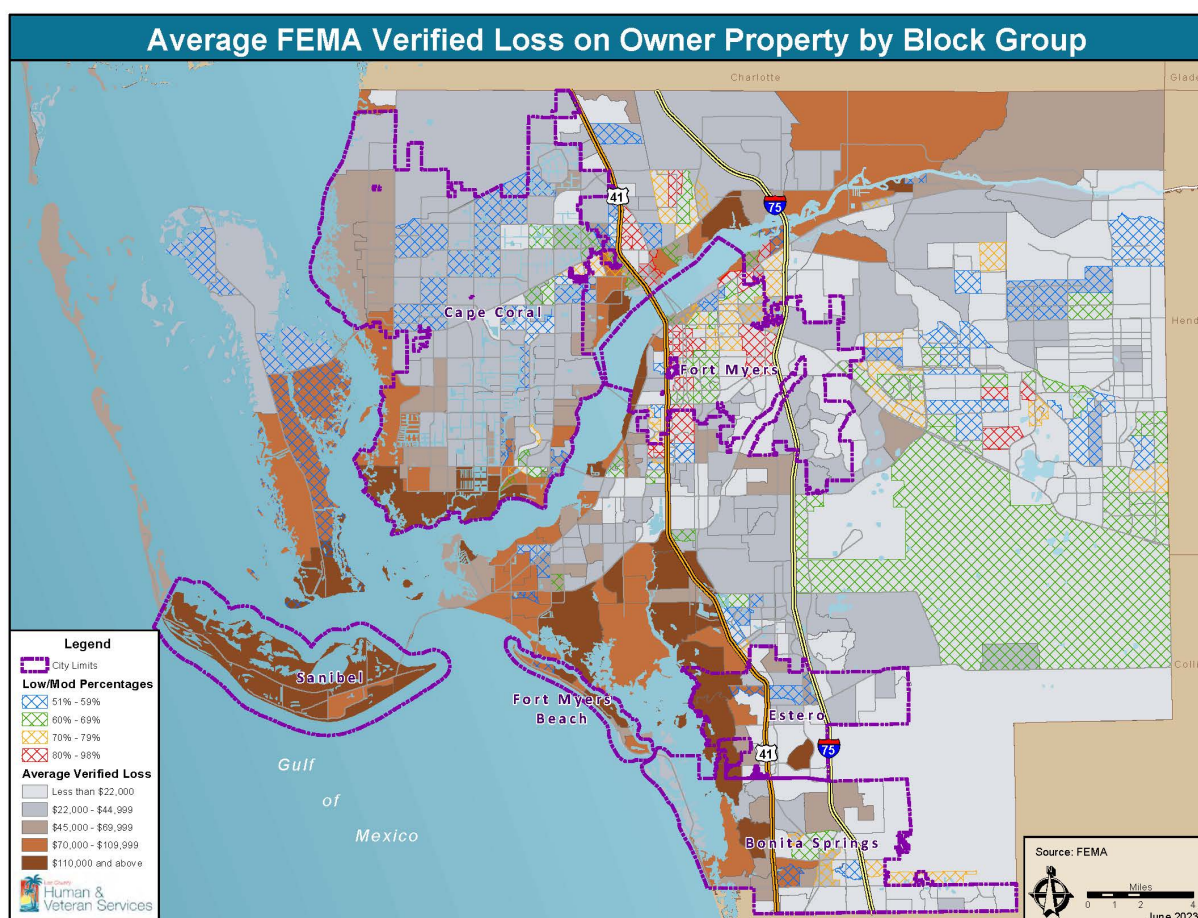 Average FEMA Verified Loss on Owner Property by Block Group
Charlotte
Glade
41
75
Cape Coral
Hend
Fort Myers
Sanibel
Fort Myers
Beach
Estero
41
75
Colli
Bonita Springs
Gulf
of
Mexico
Legend
City Limits
Low/Mod Percentages
51% - 59%
60% - 69%
70% - 79%
80% - 98%
Average Verified Loss
Less than $22,000
$22,000 - $44,999
$45,000 - $69,999
$70,000 - $109,999
$110,000 and above
Lee County
Human &
Veteran Services
Source: FEMA
Miles
0 1 2 4